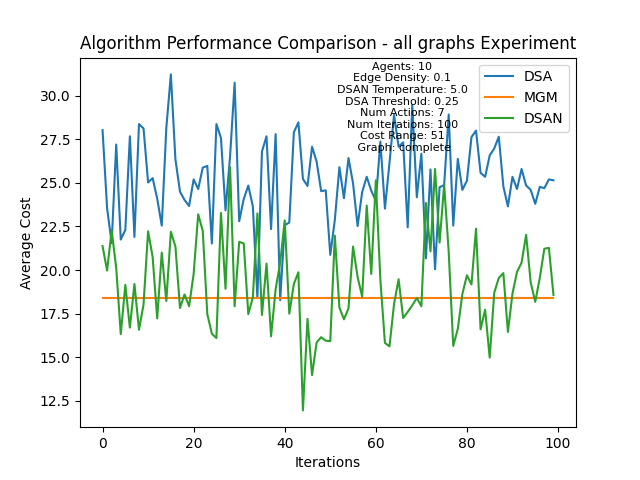 Algorithm Performance Comparison - all graphs Experiment
Agents: 10
Edge Density: 0.1
DSAN Temperature: 5.0
DSA Threshold: 0.25
Num Actions: 7
Num Iterations: 100
Cost Range: 51
Graph: complete
DSA
MGM
DSAN
Average Cost
30.0
27.5
25.0
22.5
20.0
17.5
15.0
12.5
0 20 40 60 80 100
Iterations